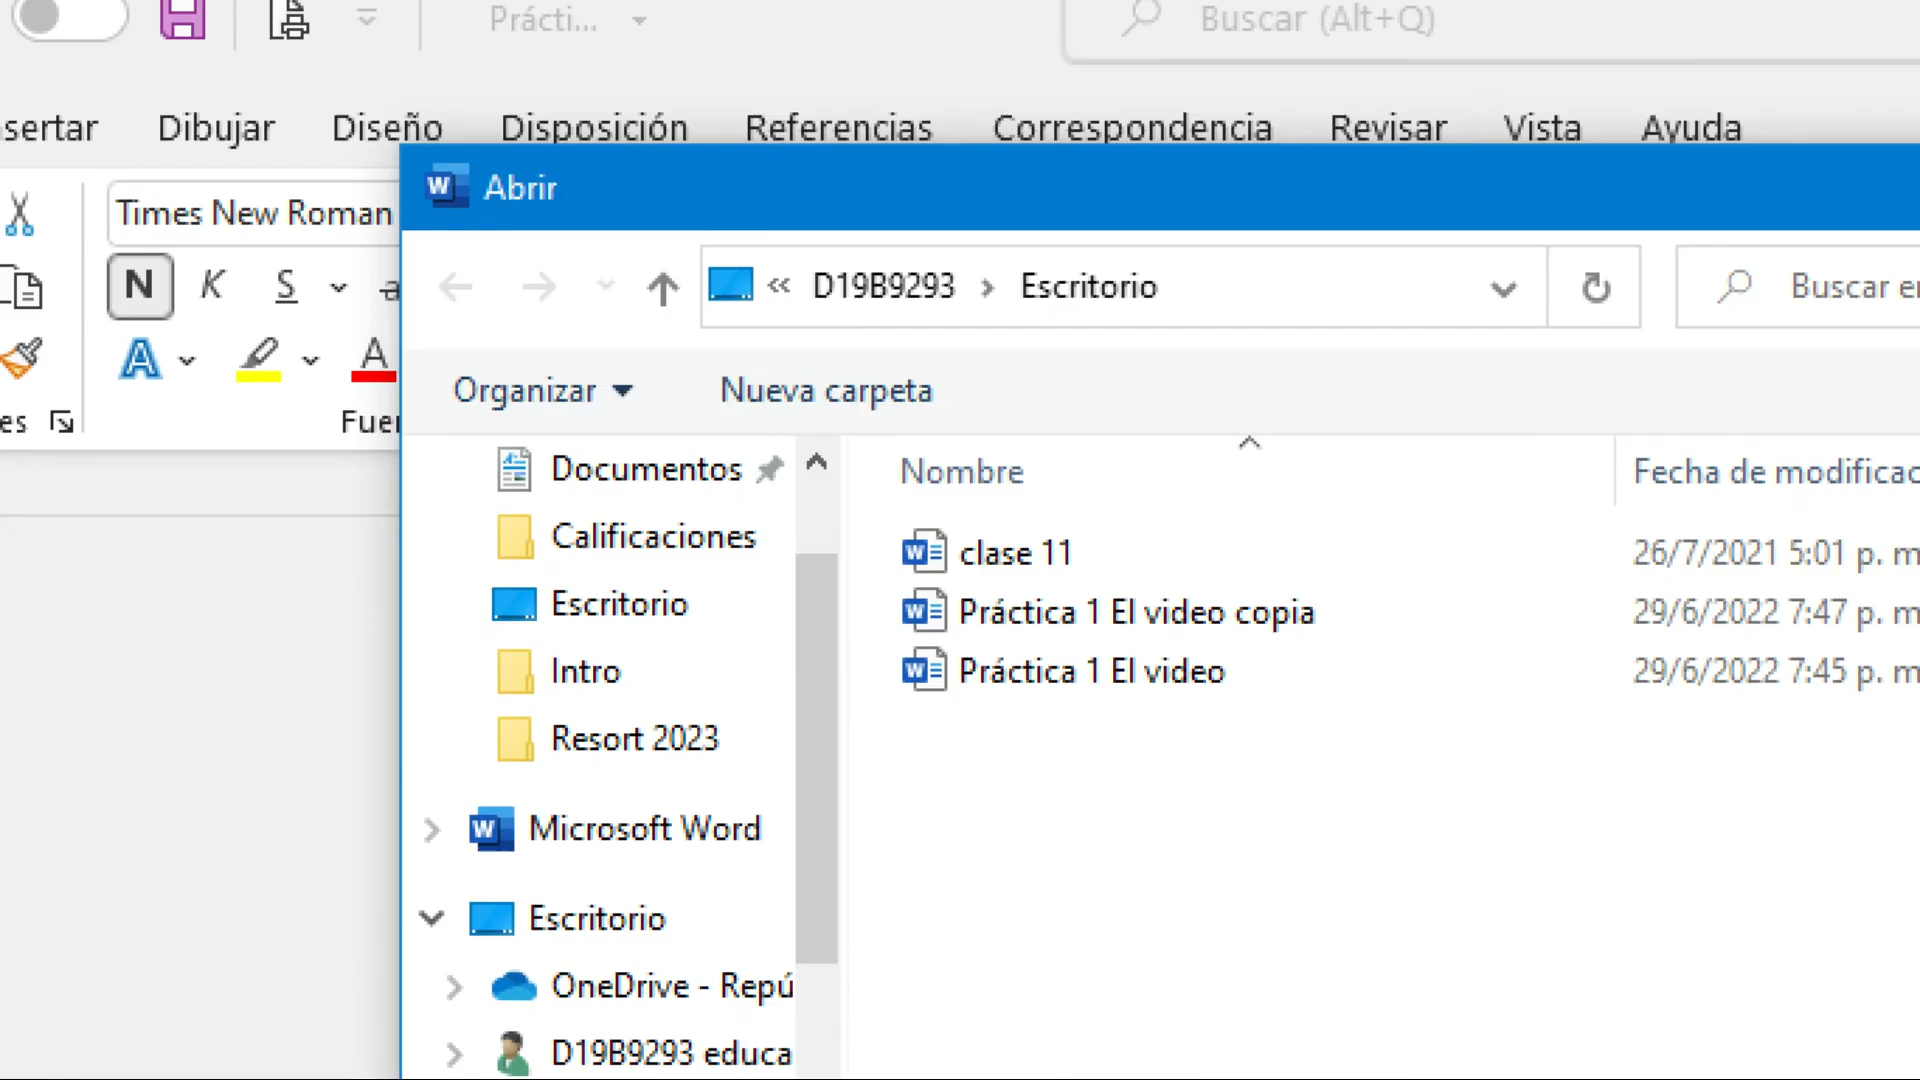 Prácti...
Buscar (Alt+Q)
sertar Dibujar Diseño Disposición Referencias Correspondencia Revisar Vista Ayuda
Abrir
Times New Roman
N K S a
D19B9293 > Escritorio
Buscar en
A A
Organizar Nueva carpeta
es Fuen
Documentos
Nombre Fecha de modificac
Calificaciones
clase 11 26/7/2021 5:01 p. m
Escritorio
Práctica 1 El video copia 29/6/2022 7:47 p. m
Intro
Práctica 1 El video 29/6/2022 7:45 p. m
Resort 2023
Microsoft Word
Escritorio
OneDrive - Repú
D19B9293 educa